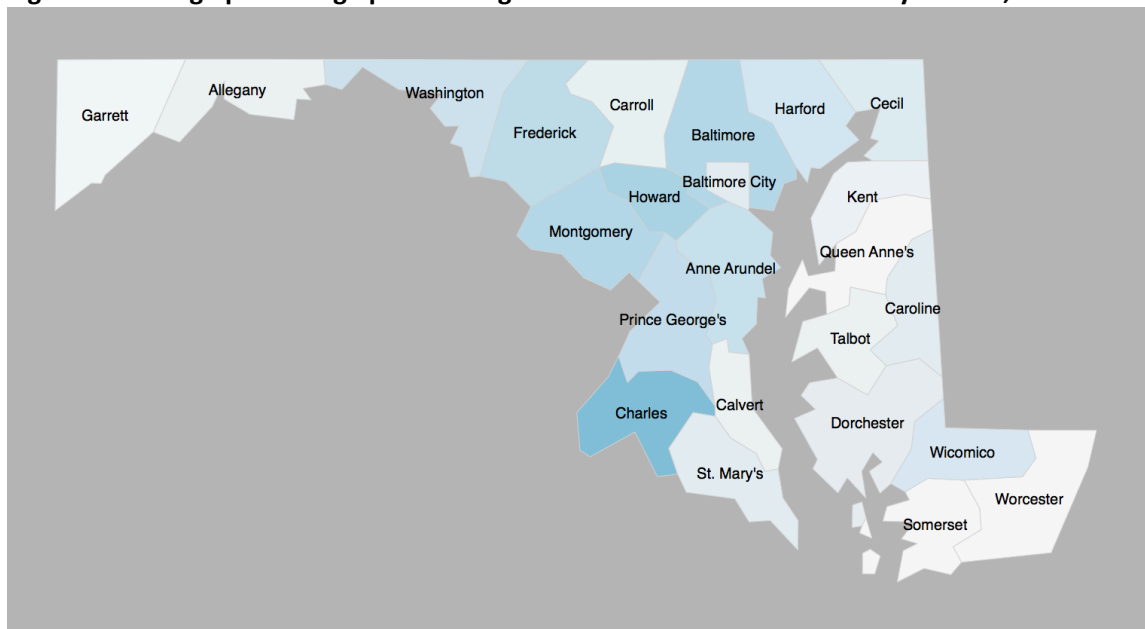 Garrett
Allegany
Washington
Frederick
Carroll
Baltimore
Harford
Cecil
Baltimore City
Howard
Montgomery
Anne Arundel
Prince George's
Kent
Queen Anne's
Caroline
Talbot
Charles
Calvert
St. Mary's
Dorchester
Wicomico
Worcester
Somerset